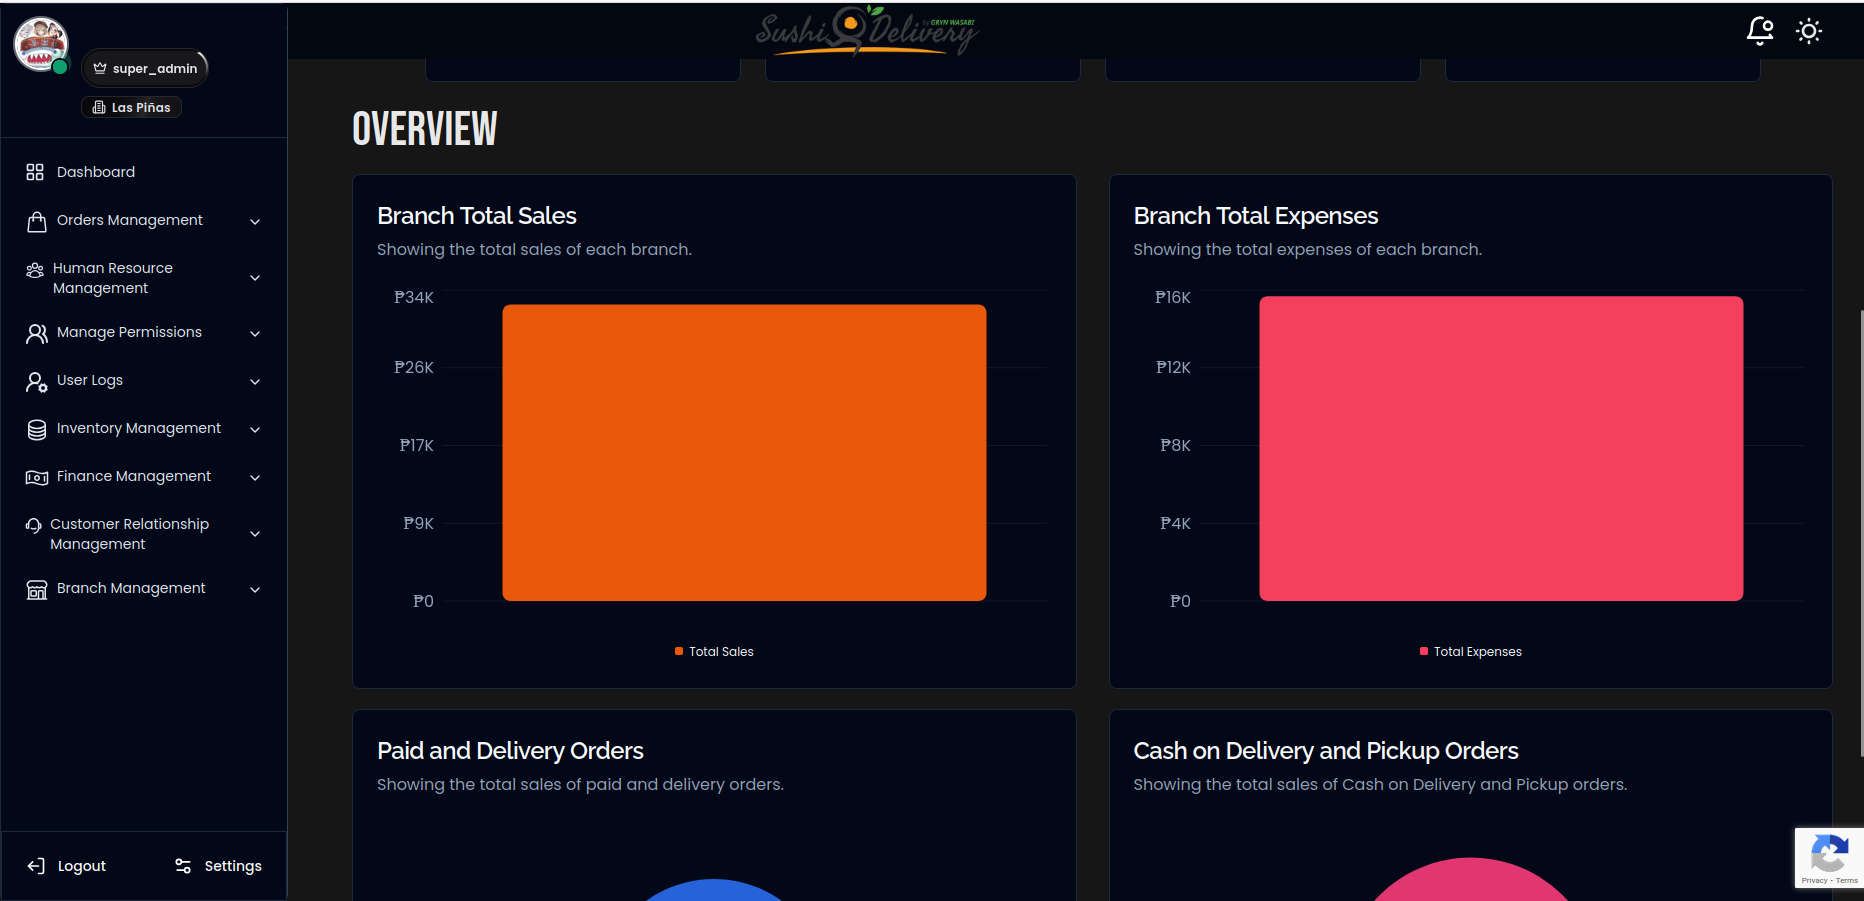 super_admin
Las Piñas
Dashboard
Orders Management
Human Resource
Management
Manage Permissions
User Logs
Inventory Management
Finance Management
Customer Relationship
Management
Branch Management
Logout
Settings
Sushi Delivery
by GRYN WASABI
OVERVIEW
Branch Total Sales
Showing the total sales of each branch.
₱34K
₱26K
₱17K
₱9K
₱0
Total Sales
Branch Total Expenses
Showing the total expenses of each branch.
₱16K
₱12K
₱8K
₱4K
₱0
Total Expenses
Paid and Delivery Orders
Showing the total sales of paid and delivery orders.
Cash on Delivery and Pickup Orders
Showing the total sales of Cash on Delivery and Pickup orders.
Privacy - Terms